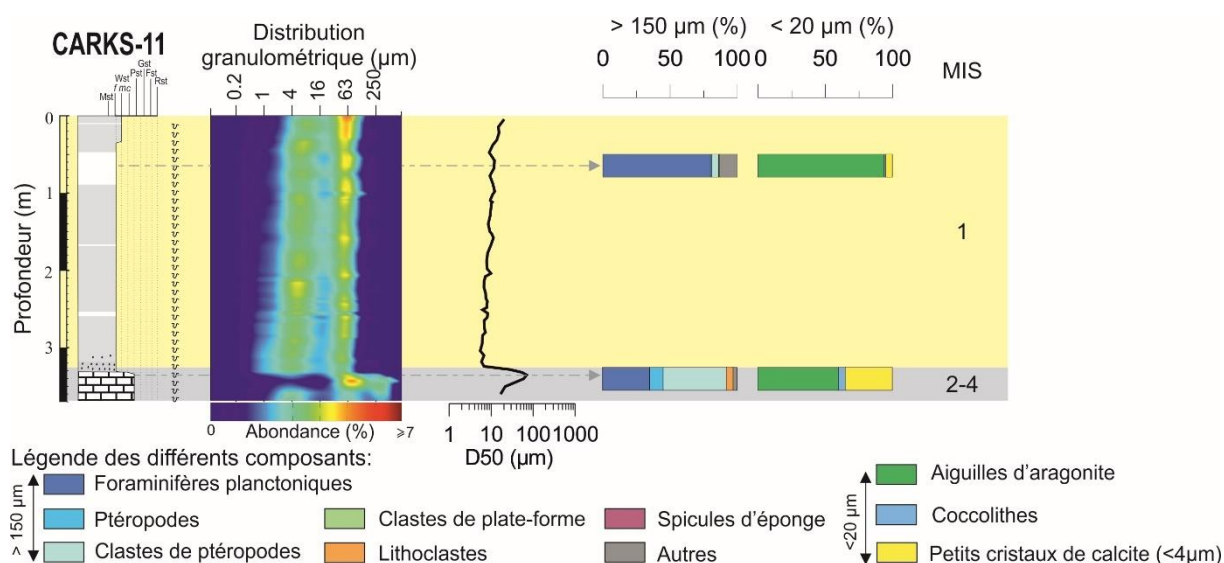 CARKS-11
Distribution
granulométrique (µm)
> 150 µm (%)
< 20 µm (%)
0 50 100 0 50 100
MIS
Mst
Wst
f mc
Pst
Gst
Fst
Rst
0.2 1 4 16 63 250
Profondeur (m)
0
1
2
3
1
2-4
0 Abondance (%) ⩾7
1 10 100 1000
D50 (µm)
Légende des différents composants:
> 150 µm
Foraminifères planctoniques
Ptéropodes
Clastes de plate-forme
Spicules d'éponge
Clastes de ptéropodes
Lithoclastes
Autres
<20 µm
Aiguilles d'aragonite
Coccolithes
Petits cristaux de calcite (<4µm)